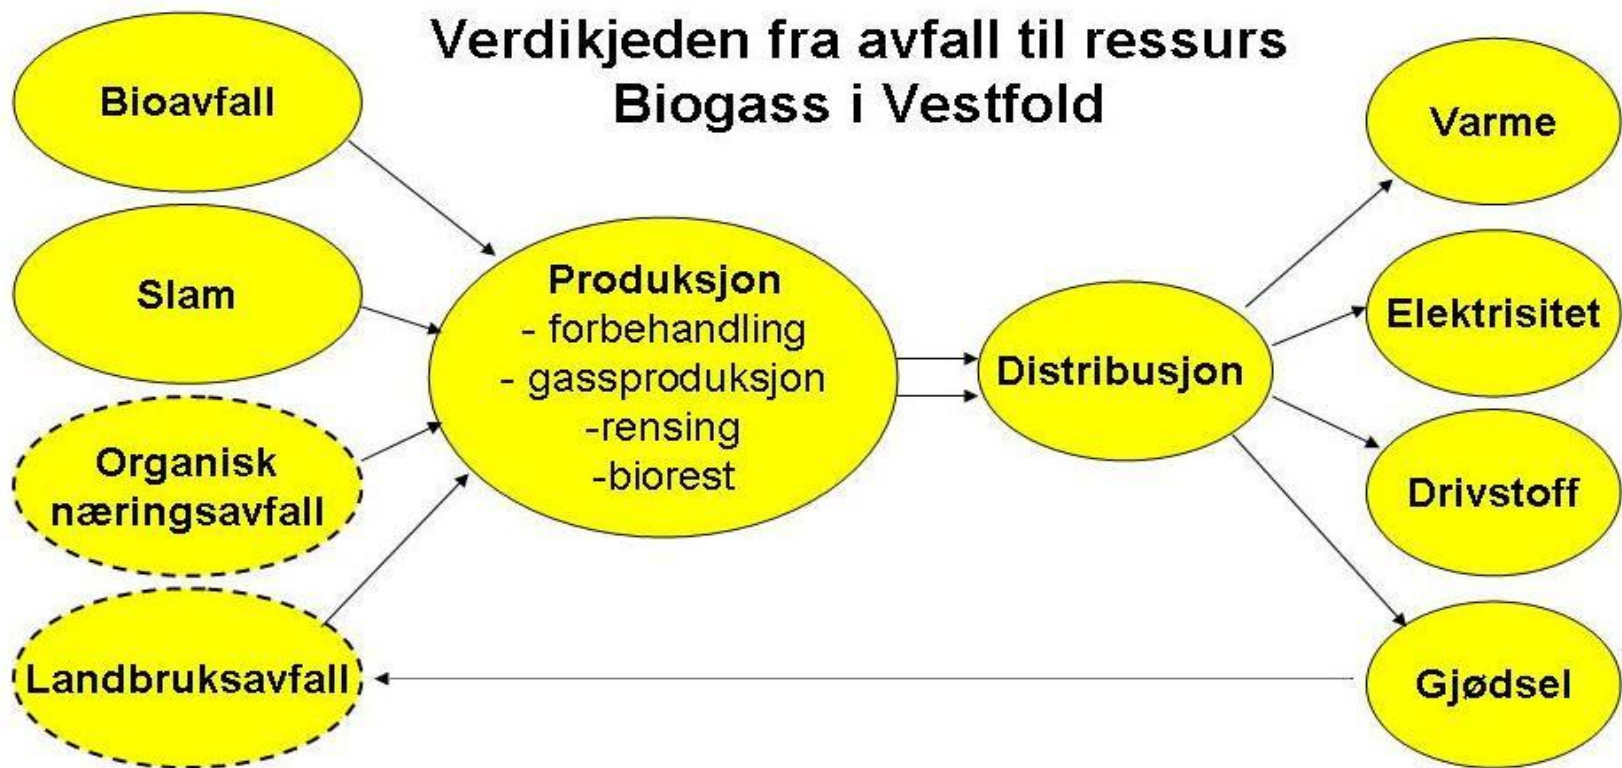 Verdikjeden fra avfall til ressurs
Biogass i Vestfold
Bioavfall
Slam
Organisk
næringsavfall
Landbruksavfall
Produksjon
- forbehandling
- gassproduksjon
-rensing
-biorest
Distribusjon
Varme
Elektrisitet
Drivstoff
Gjødsel